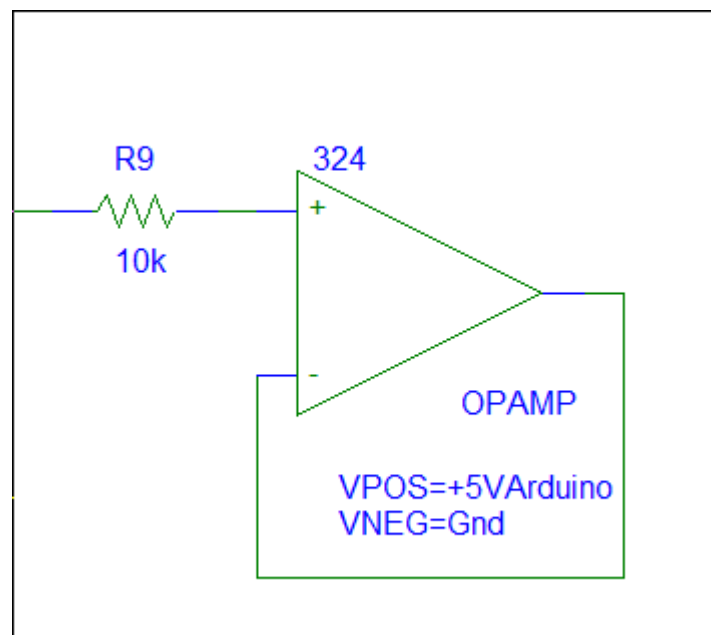 R9
324
+
10k
-
OPAMP
VPOS=+5VArduino
VNEG=Gnd